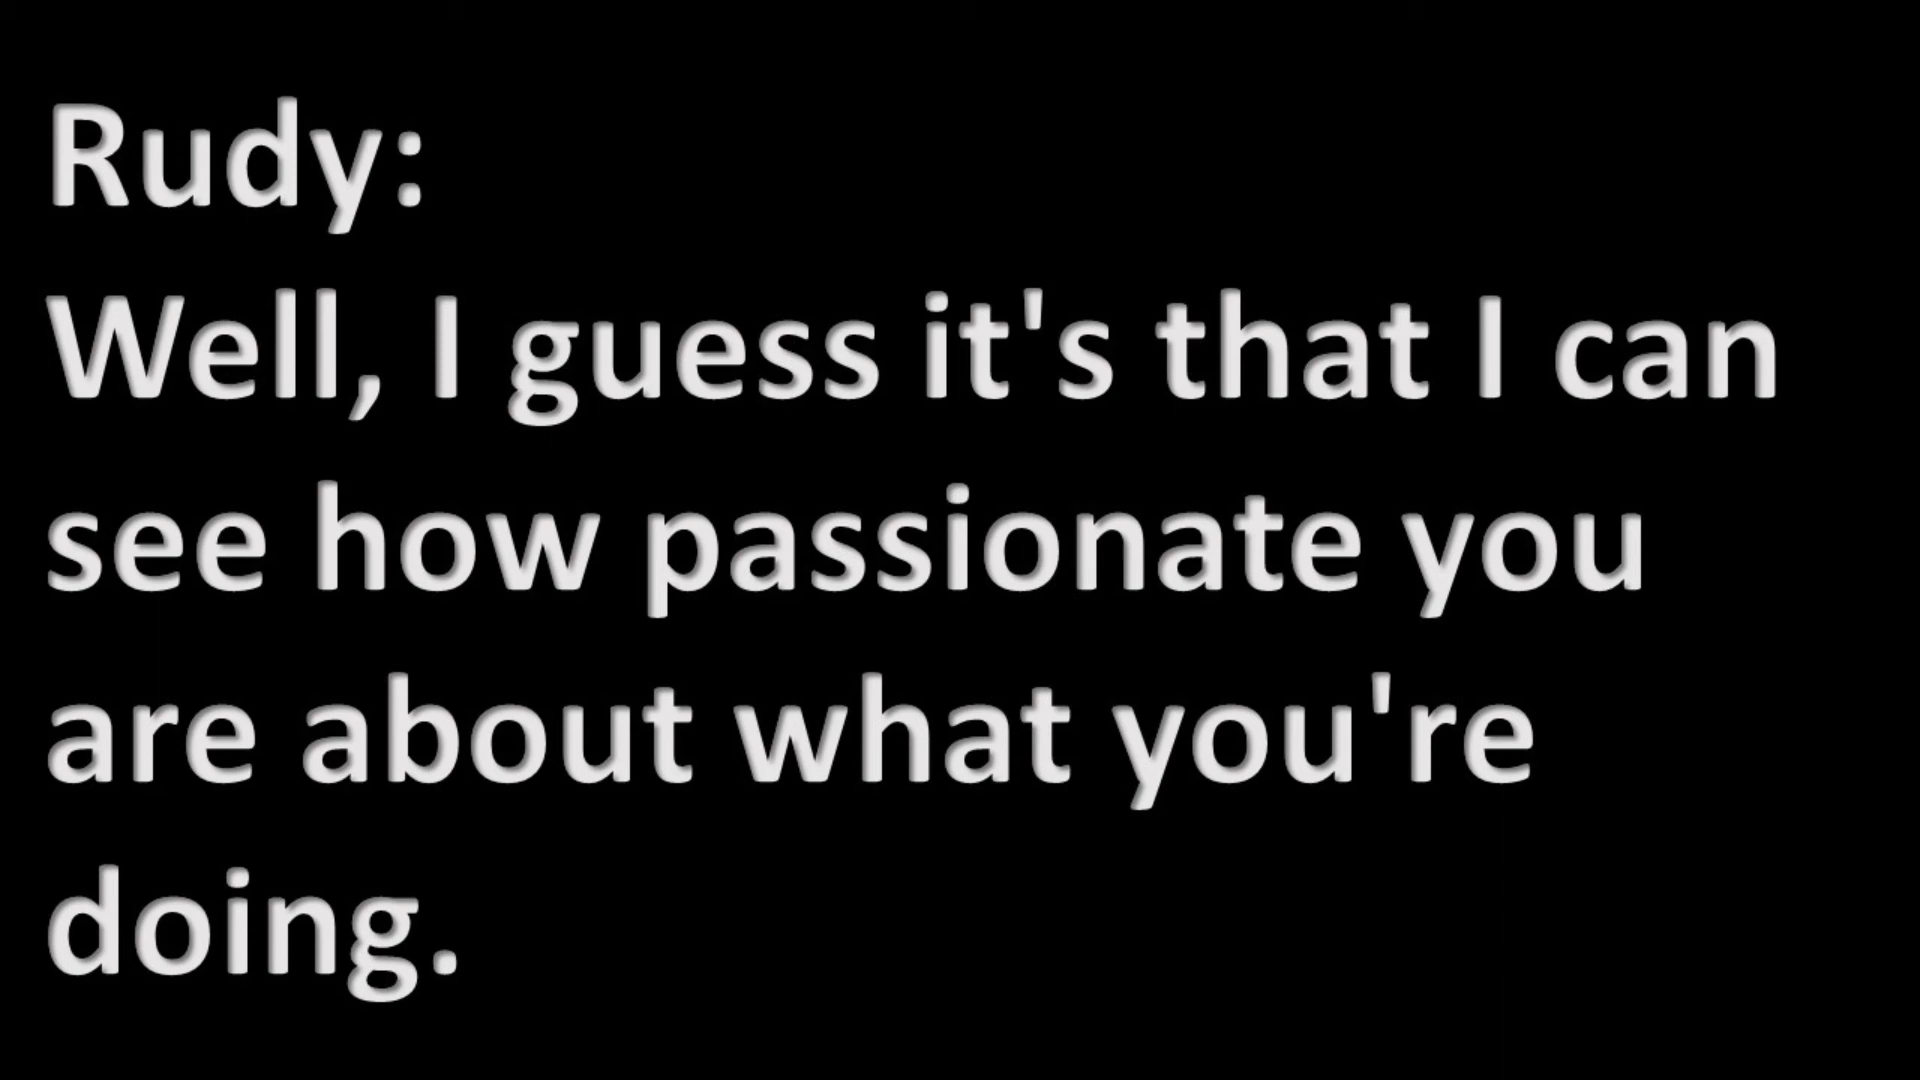 Rudy:
Well, I guess it's that I can
see how passionate you
are about what you're
doing.